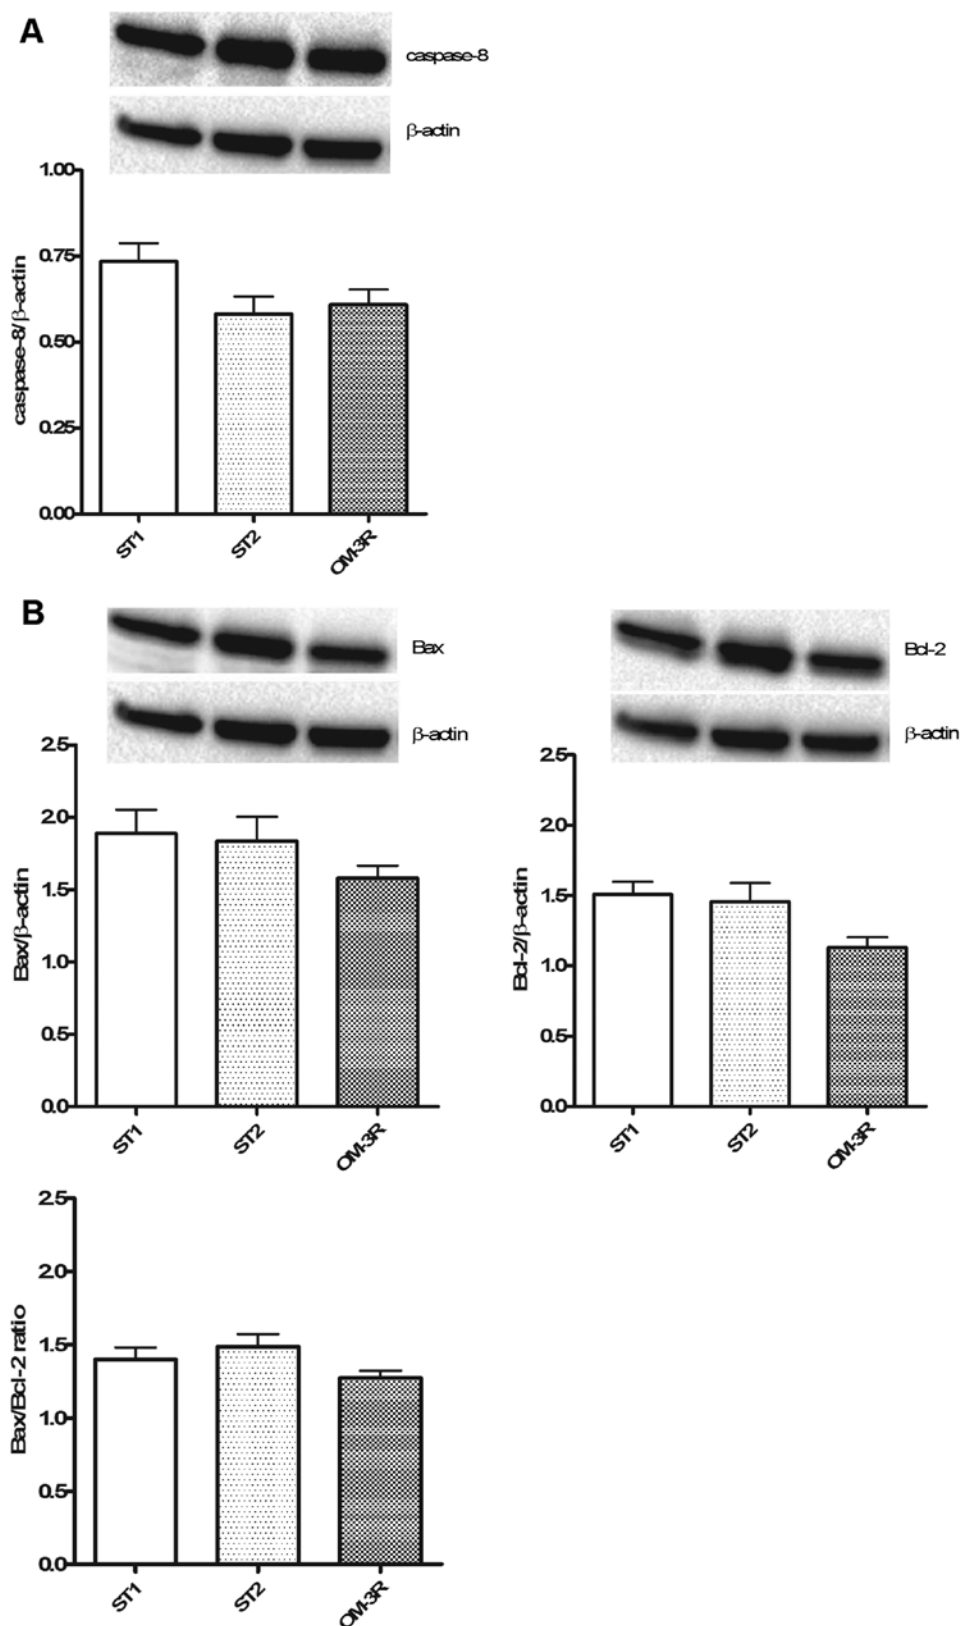 A
caspase-8
β-actin
caspase-8/β-actin
1.00
0.75
0.50
0.25
0.00
ST1
ST2
OM-3R
B
Bax
β-actin
Bax/β-actin
2.5
2.0
1.5
1.0
0.5
0.0
ST1
ST2
OM-3R
Bcl-2
β-actin
Bcl-2/β-actin
2.5
2.0
1.5
1.0
0.5
0.0
ST1
ST2
OM-3R
Bax/Bcl-2 ratio
2.5
2.0
1.5
1.0
0.5
0.0
ST1
ST2
OM-3R